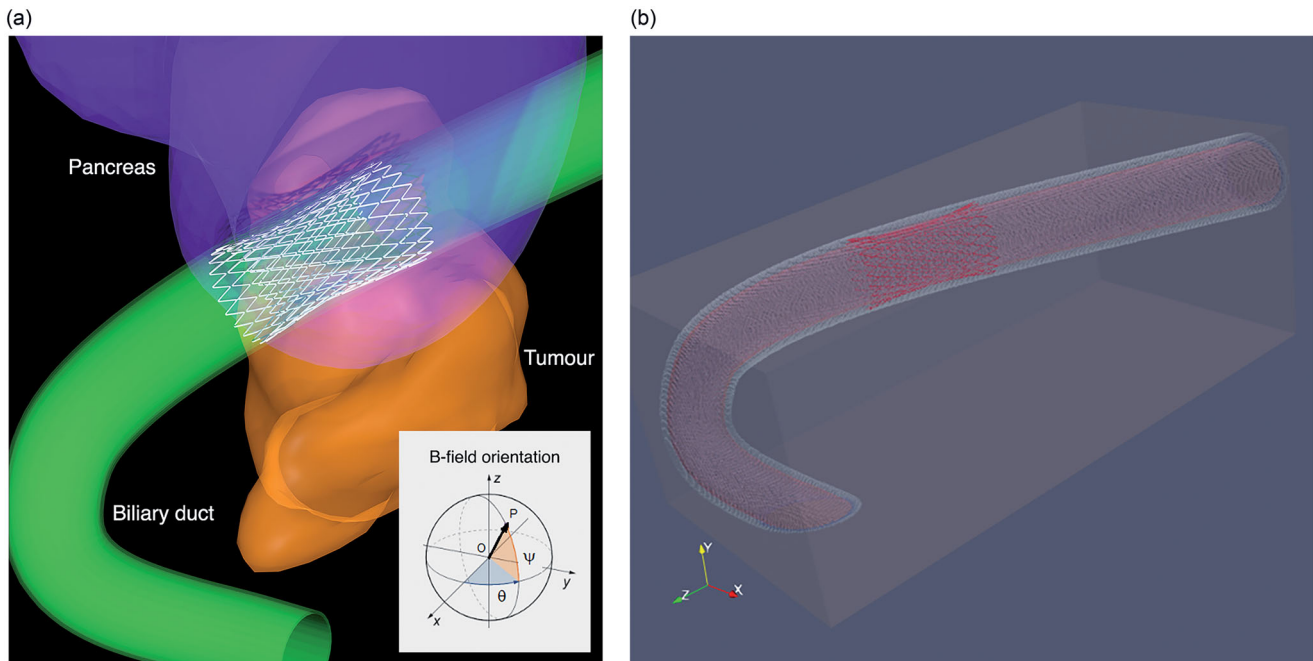 (a)
(b)
Pancreas
Tumour
Biliary duct
B-field orientation
z
P
O
Ψ
y
θ
x
Y
Z
X